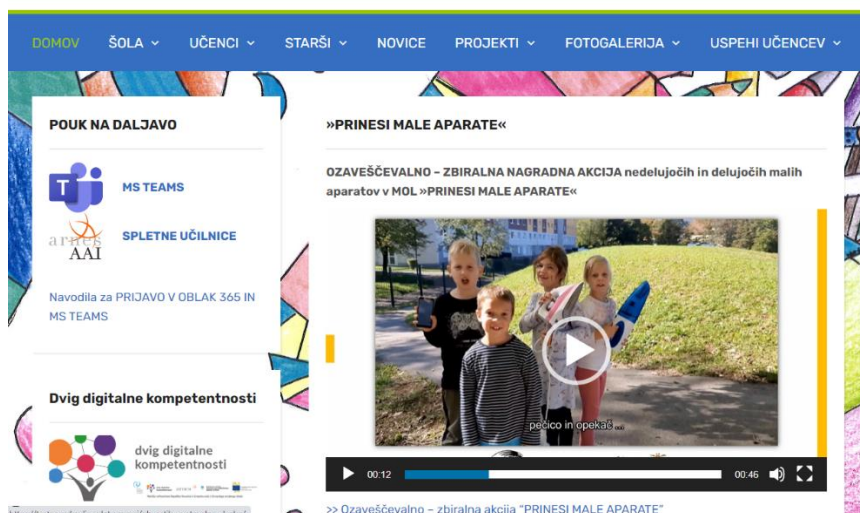 DOMOV
ŠOLA
UČENCI
STARŠI
NOVICE
PROJEKTI
FOTOGALERIJA
USPEHI UČENCEV
POUK NA DALJAVO
T
MS TEAMS
arnes
AAI
SPLETNE UČILNICE
Navodila za PRIJAVO V OBLAK 365 IN
MS TEAMS
Dvig digitalne kompetentnosti
dvig digitalne
kompetentnosti
»PRINESI MALE APARATE«
OZAVEŠČEVALNO – ZBIRALNA NAGRADNA AKCIJA nedelujočih in delujočih malih
aparatov v MOL »PRINESI MALE APARATE«
pečico in opekač ...
00:12
00:46
>> Ozaveščevalno – zbiralna akcija "PRINESI MALE APARATE"